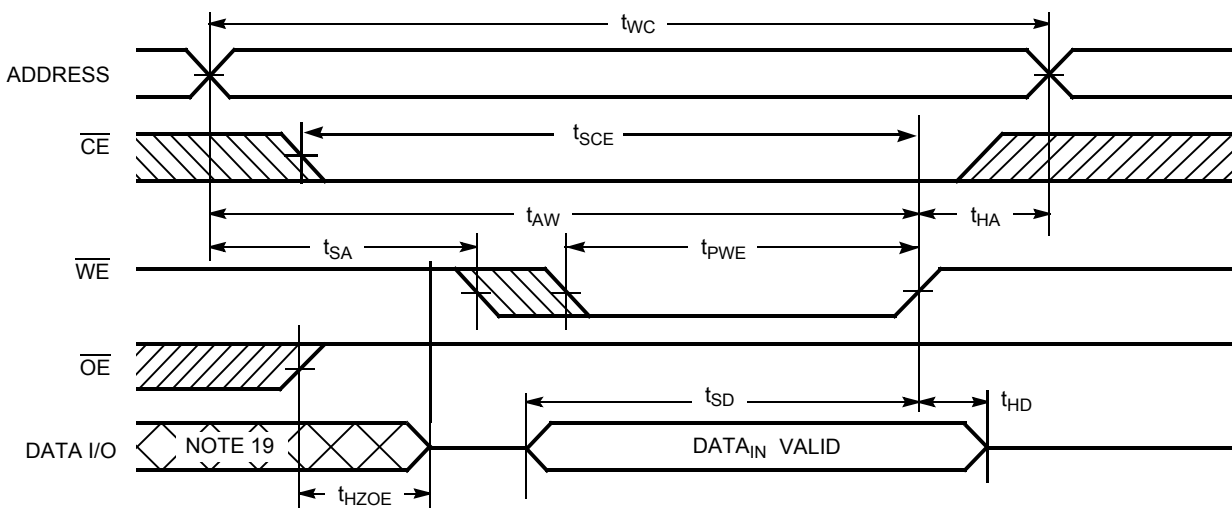 tWC
ADDRESS
CE
tSCE
tAW
tHA
tSA
tPWE
WE
OE
tSD
tHD
DATA I/O
NOTE 19
DATAIN VALID
tHZOE